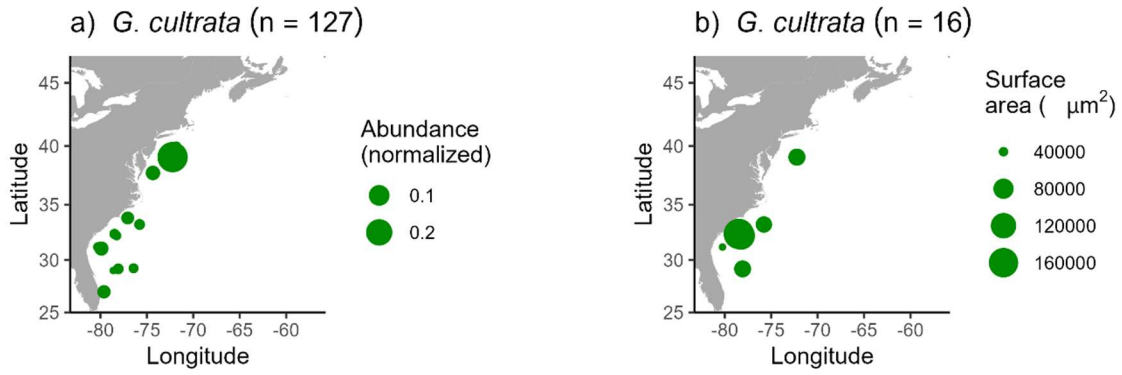 a) G. cultrata (n = 127)
45
40
35
30
25
Latitude
-80 -75 -70 -65 -60
Longitude
Abundance
(normalized)
0.1
0.2
b) G. cultrata (n = 16)
45
40
35
30
25
Latitude
-80 -75 -70 -65 -60
Longitude
Surface
area ( μm²)
40000
80000
120000
160000